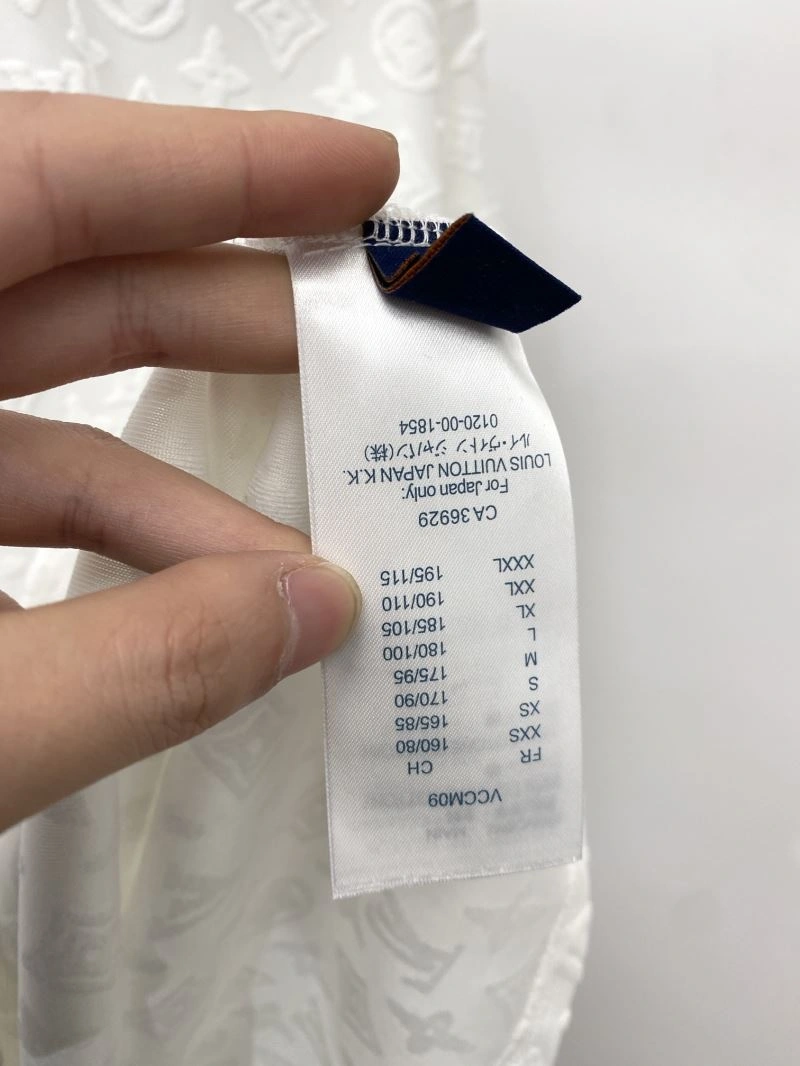 VCCM09
FR CH
XXS 160/80
XS 165/85
S 170/90
M 175/95
L 180/100
XL 185/105
XXL 190/110
XXXL 195/115
CA 36929
For Japan only:
LOUIS VUITTON JAPAN K.K.
ルイ・ヴィトン ジャパン(株)
0120-00-1854